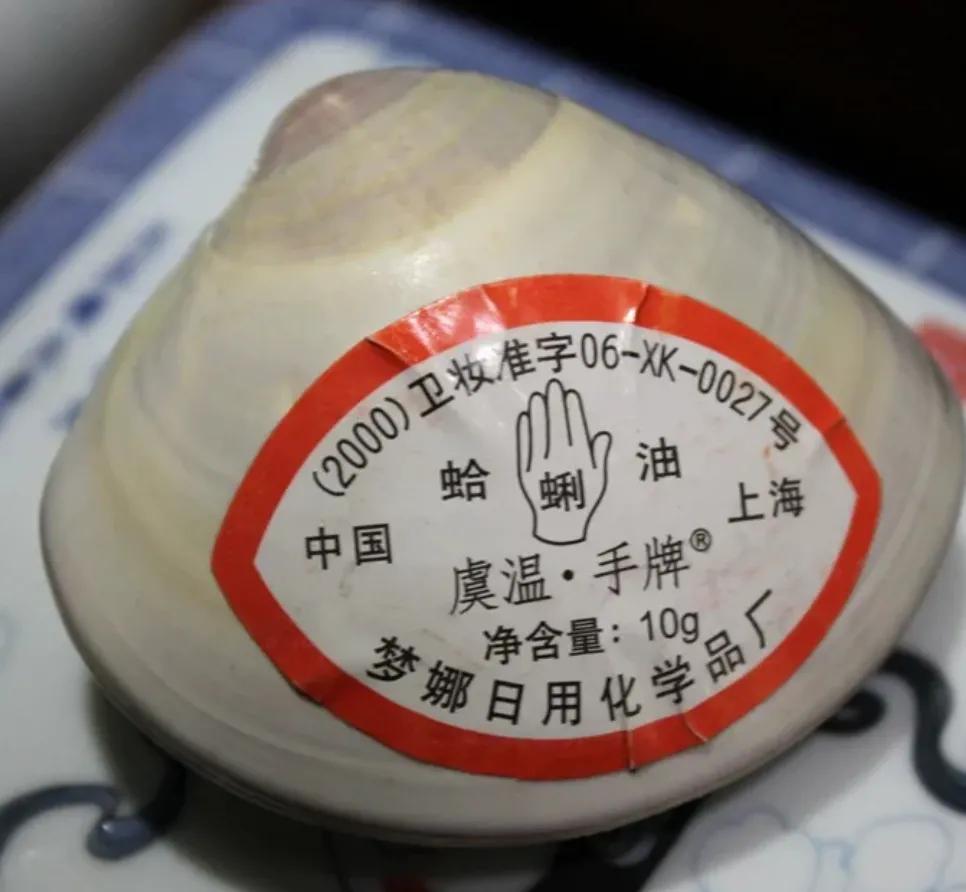 (2000)卫妆准字06-XK-0027号
蛤蜊油
中国 上海
虞温·手牌®
净含量：10g
梦娜日用化学品厂